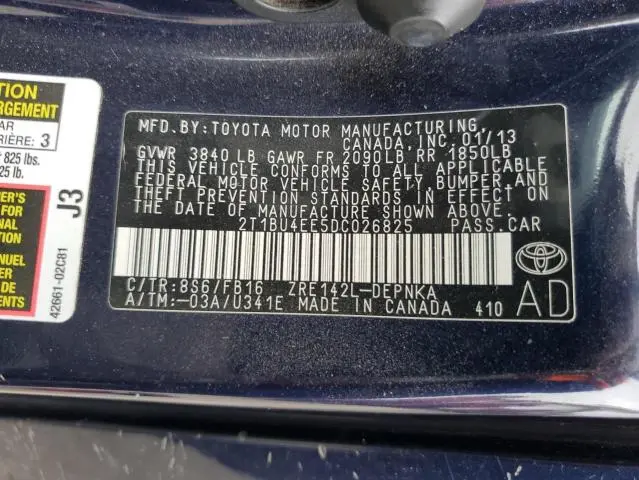 TION
RGEMENT
AR
RIÈRE: 3
825 lbs.
25 lb.
J3
42661-02C81
MANUEL
MFD.BY:TOYOTA MOTOR MANUFACTURING
CANADA, INC. 01/13
GVWR 3840 LB GAWR FR 2090LB RR 1850LB
THIS VEHICLE CONFORMS TO ALL APPLICABLE
FEDERAL MOTOR VEHICLE SAFETY, BUMPER, AND
THEFT PREVENTION STANDARDS IN EFFECT ON
THE DATE OF MANUFACTURE SHOWN ABOVE.
2T1BU4EE5DC026825 PASS.CAR
C/TR:8S6/FB16 ZRE142L-DEPNKA
A/TM:-03A/U341E MADE IN CANADA 410
AD